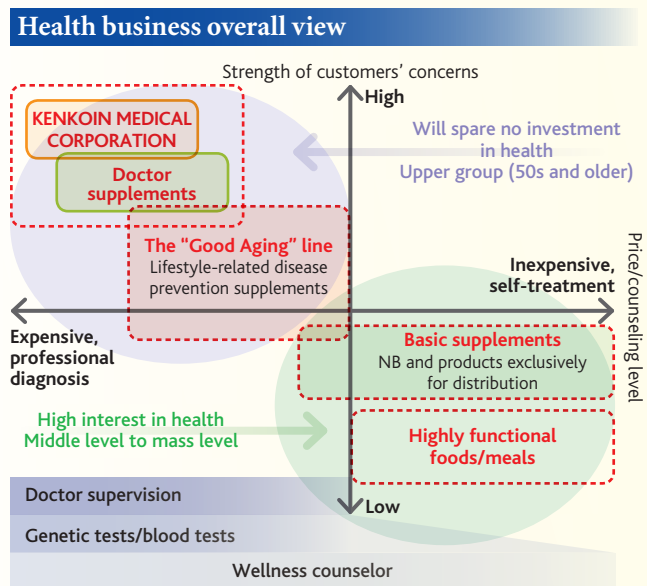 Health business overall view
Strength of customers’ concerns
High
KENKOIN MEDICAL
CORPORATION
Doctor
supplements
Will spare no investment
in health
Upper group (50s and older)
The “Good Aging” line
Lifestyle-related disease
prevention supplements
Inexpensive,
self-treatment
Price/counseling level
Expensive,
professional
diagnosis
Basic supplements
NB and products exclusively
for distribution
High interest in health
Middle level to mass level
Highly functional
foods/meals
Low
Doctor supervision
Genetic tests/blood tests
Wellness counselor